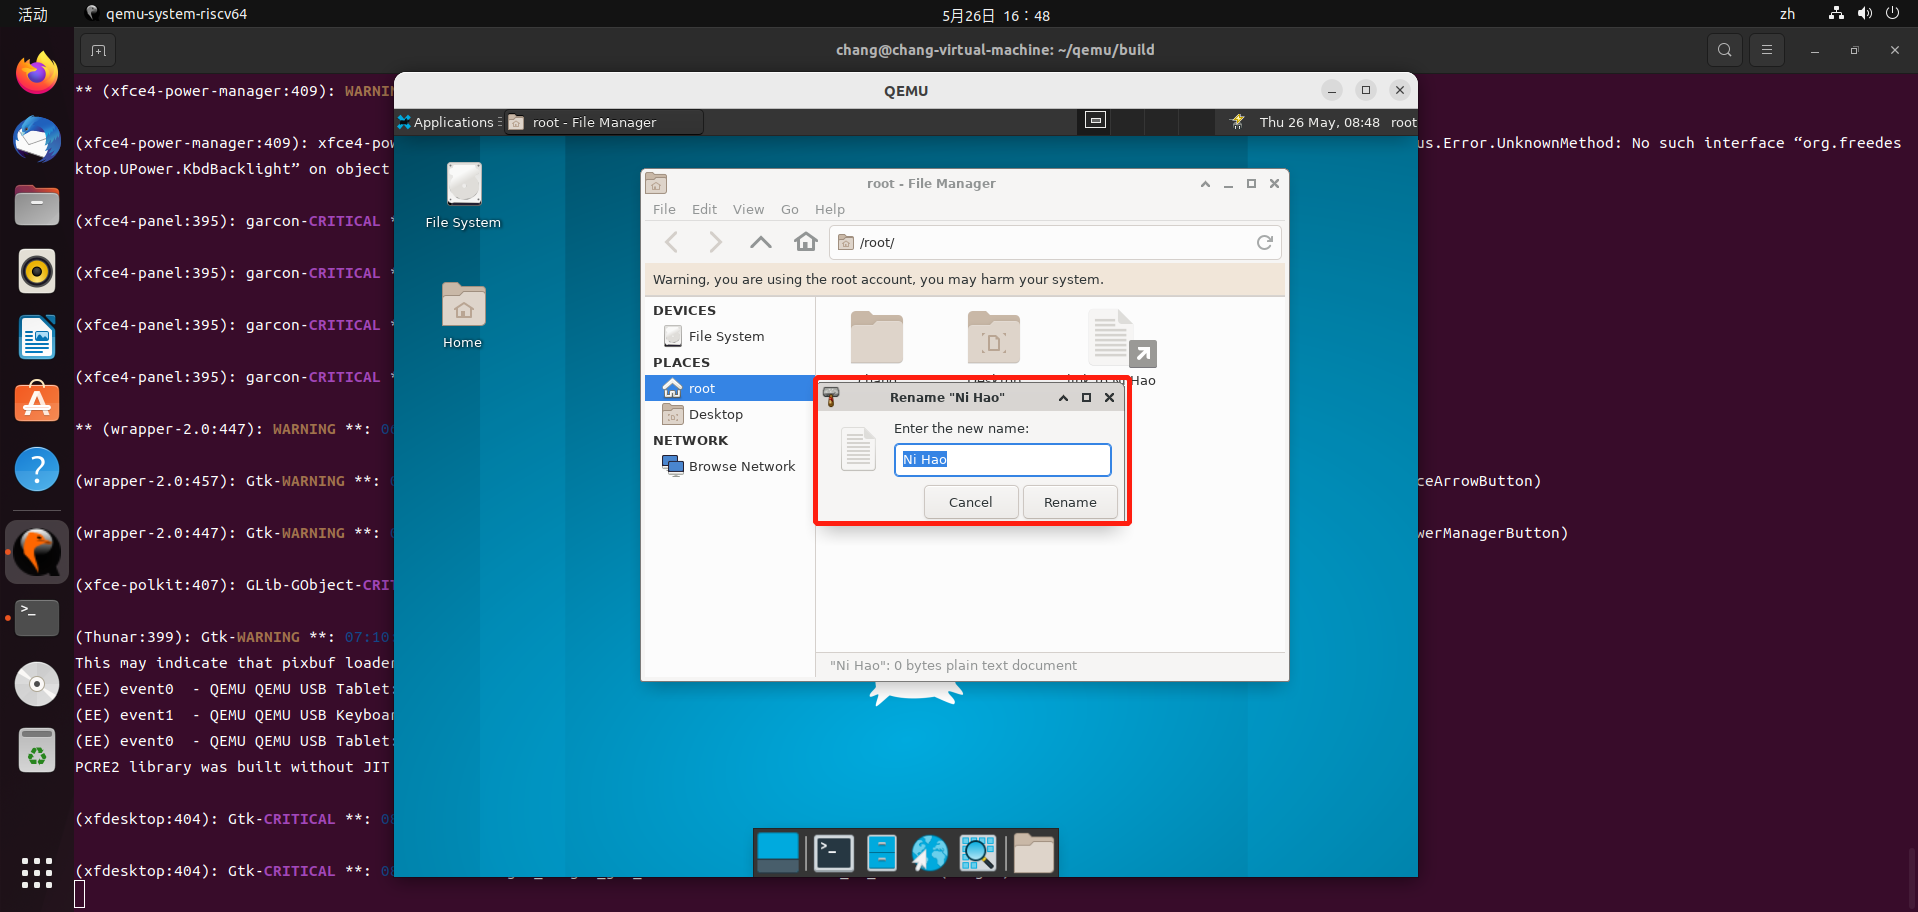 活动
qemu-system-riscv64
5月26日 16：48
zh
chang@chang-virtual-machine: ~/qemu/build
** (xfce4-power-manager:409): WARNIN
(xfce4-power-manager:409): xfce4-pow
us.Error.UnknownMethod: No such interface “org.freedes
ktop.UPower.KbdBacklight” on object
(xfce4-panel:395): garcon-CRITICAL *
(xfce4-panel:395): garcon-CRITICAL *
(xfce4-panel:395): garcon-CRITICAL *
(xfce4-panel:395): garcon-CRITICAL *
** (wrapper-2.0:447): WARNING **: 0
(wrapper-2.0:457): Gtk-WARNING **:
ceArrowButton)
(wrapper-2.0:447): Gtk-WARNING **:
werManagerButton)
(xfce-polkit:407): GLib-GObject-CRIT
(Thunar:399): Gtk-WARNING **: 07:10:
This may indicate that pixbuf loader
(EE) event0  - QEMU QEMU USB Tablet:
(EE) event1  - QEMU QEMU USB Keyboar
(EE) event0  - QEMU QEMU USB Tablet:
PCRE2 library was built without JIT
(xfdesktop:404): Gtk-CRITICAL **: 08
(xfdesktop:404): Gtk-CRITICAL **: 08
QEMU
Applications
root - File Manager
Thu 26 May, 08:48
root
File System
Home
root - File Manager
File Edit View Go Help
/root/
Warning, you are using the root account, you may harm your system.
DEVICES
File System
PLACES
root
Desktop
NETWORK
Browse Network
Rename "Ni Hao"
Enter the new name:
Ni Hao
Cancel
Rename
"Ni Hao": 0 bytes plain text document